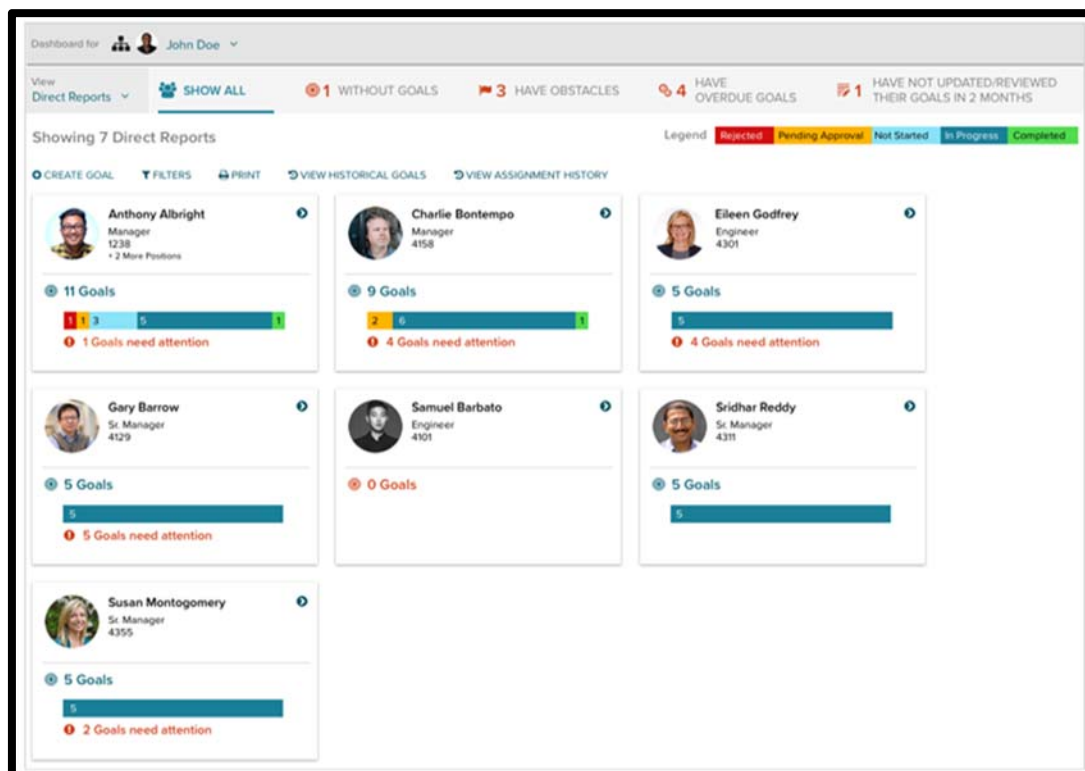 Dashboard for John Doe
View
Direct Reports
SHOW ALL
1 WITHOUT GOALS
3 HAVE OBSTACLES
4 HAVE OVERDUE GOALS
1 HAVE NOT UPDATED/REVIEWED THEIR GOALS IN 2 MONTHS
Showing 7 Direct Reports
Legend Rejected Pending Approval Not Started In Progress Completed
CREATE GOAL FILTERS PRINT VIEW HISTORICAL GOALS VIEW ASSIGNMENT HISTORY
Anthony Albright
Manager
1238
+ 2 More Positions
11 Goals
1 1 3 5 1
1 Goals need attention
Charlie Bontempo
Manager
4158
9 Goals
2 6 1
4 Goals need attention
Eileen Godfrey
Engineer
4301
5 Goals
5
4 Goals need attention
Gary Barrow
Sr. Manager
4129
5 Goals
5
5 Goals need attention
Samuel Barbato
Engineer
4101
0 Goals
Sridhar Reddy
Sr. Manager
4311
5 Goals
5
Susan Montogomery
Sr. Manager
4355
5 Goals
5
2 Goals need attention